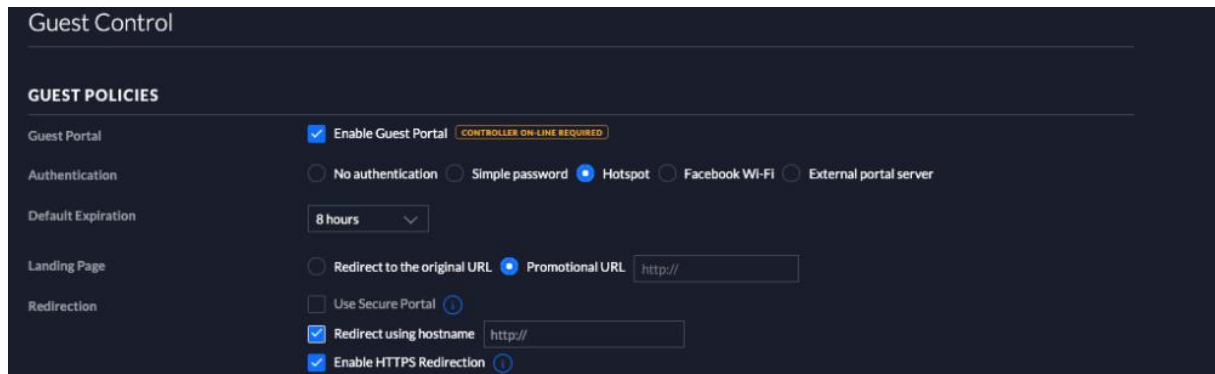 Guest Control
GUEST POLICIES
Guest Portal Enable Guest Portal CONTROLLER ON-LINE REQUIRED
Authentication No authentication Simple password Hotspot Facebook Wi-Fi External portal server
Default Expiration 8 hours
Landing Page Redirect to the original URL Promotional URL http://
Redirection Use Secure Portal
Redirect using hostname http://
Enable HTTPS Redirection